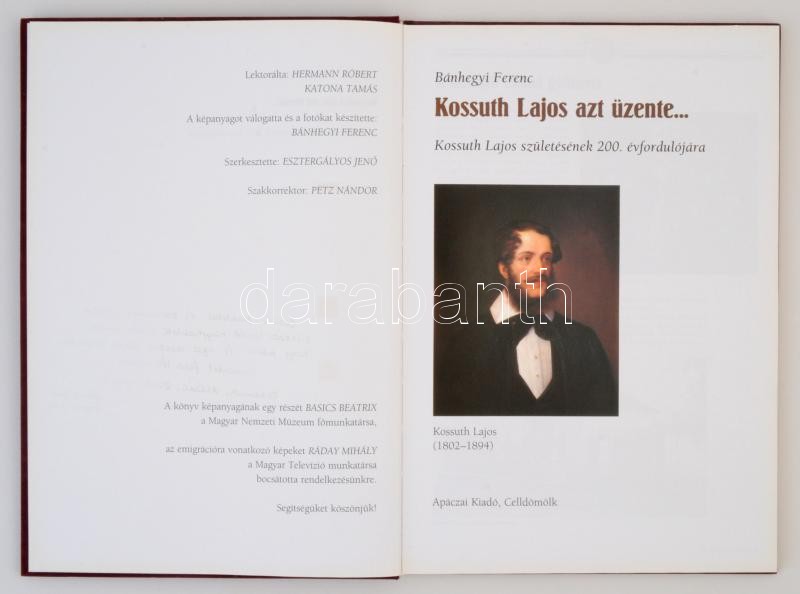 Lektorálta: HERMANN RÓBERT
KATONA TAMÁS
A képanyagot válogatta és a fotókat készítette:
BÁNHEGYI FERENC
Szerkesztette: ESZTERGÁLYOS JENŐ
Szakkorrektor: PETZ NÁNDOR
A könyv képanyagának egy részét BASICS BEATRIX
a Magyar Nemzeti Múzeum főmunkatársa,
az emigrációra vonatkozó képeket RÁDAY MIHÁLY
a Magyar Televízió munkatársa
bocsátotta rendelkezésünkre.
Segítségüket köszönjük!
Bánhegyi Ferenc
Kossuth Lajos azt üzente...
Kossuth Lajos születésének 200. évfordulójára
darabanth
Kossuth Lajos
(1802–1894)
Apáczai Kiadó, Celldömölk